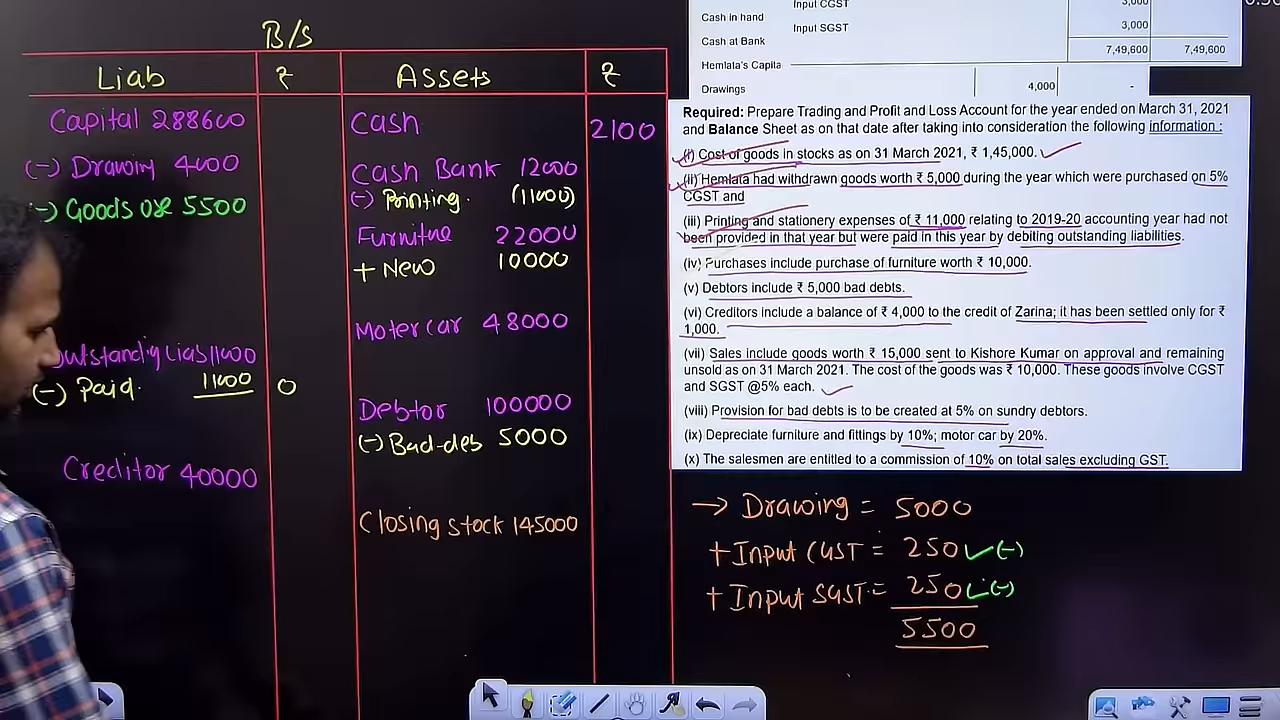 B/S
Liab ₹ Assets ₹
Capital 288600
(-) Drawing 4000
(-) Goods use 5500
Outstandig Liab 11000
(-) Paid. 11000 0
Creditor 40000
Cash 2100
Cash Bank 12000
(-) Printing. (11000)
Furniture 22000
+ New 10000
Motercar 48000
Debtor 100000
(-) Bad-deb 5000
Closing stock 145000
Input CGST 3,000
Cash in hand
Input SGST 3,000
Cash at Bank
7,49,600 7,49,600
Hemlata's Capita
Drawings 4,000 -
Required: Prepare Trading and Profit and Loss Account for the year ended on March 31, 2021
and Balance Sheet as on that date after taking into consideration the following information :
(i) Cost of goods in stocks as on 31 March 2021, ₹ 1,45,000.
(ii) Hemlata had withdrawn goods worth ₹ 5,000 during the year which were purchased on 5%
CGST and
(iii) Printing and stationery expenses of ₹ 11,000 relating to 2019-20 accounting year had not
been provided in that year but were paid in this year by debiting outstanding liabilities.
(iv) Purchases include purchase of furniture worth ₹ 10,000.
(v) Debtors include ₹ 5,000 bad debts.
(vi) Creditors include a balance of ₹ 4,000 to the credit of Zarina; it has been settled only for ₹
1,000.
(vii) Sales include goods worth ₹ 15,000 sent to Kishore Kumar on approval and remaining
unsold as on 31 March 2021. The cost of the goods was ₹ 10,000. These goods involve CGST
and SGST @5% each.
(viii) Provision for bad debts is to be created at 5% on sundry debtors.
(ix) Depreciate furniture and fittings by 10%; motor car by 20%.
(x) The salesmen are entitled to a commission of 10% on total sales excluding GST.
→ Drawing = 5000
+ Input CGST = 250 ✓ (-)
+ Input SGST = 250 ✓ (-)
5500